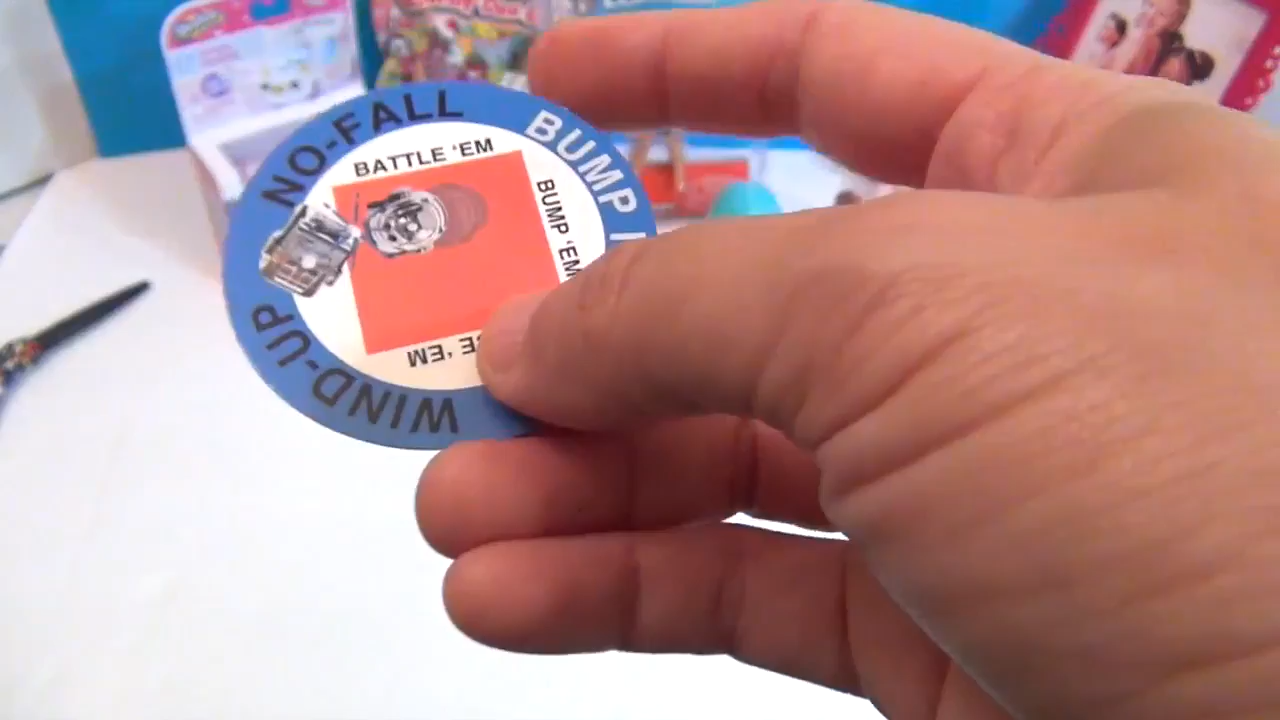 NO-FALL
BUMP
WIND-UP
BATTLE 'EM
BUMP 'EM
'EM